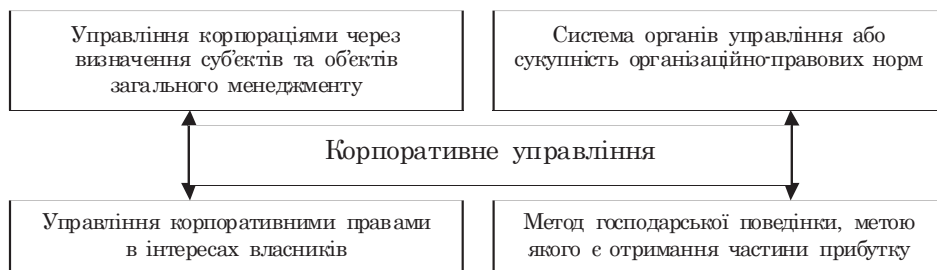 Управління корпораціями через
визначення суб'єктів та об'єктів
загального менеджменту
Система органів управління або
сукупність організаційно-правових норм
Корпоративне управління
Управління корпоративними правами
в інтересах власників
Метод господарської поведінки, метою
якого є отримання частини прибутку